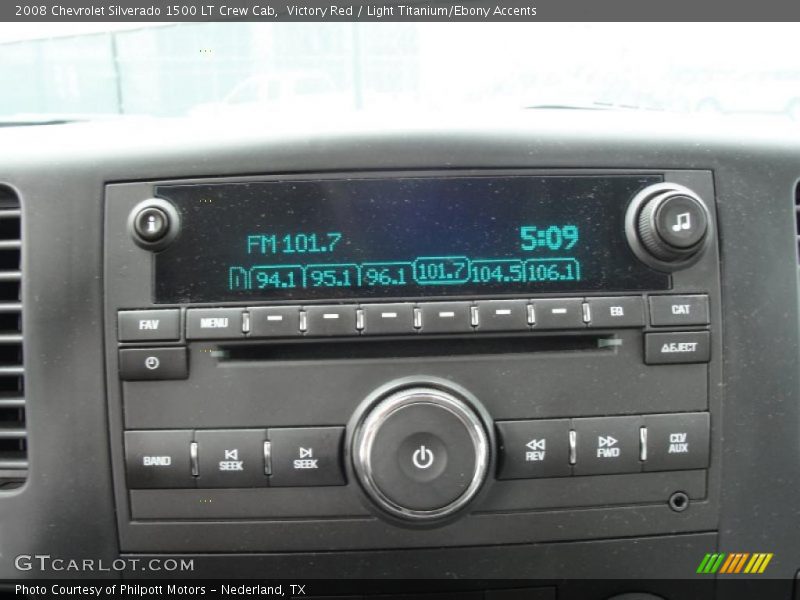 2008 Chevrolet Silverado 1500 LT Crew Cab, Victory Red / Light Titanium/Ebony Accents
FM 101.7 5:09
94.1 95.1 96.1 101.7 104.5 106.1
FAV MENU EQ CAT
EJECT
BAND SEEK SEEK REV FWD CD/AUX
GTCARLOT.COM
Photo Courtesy of Philpott Motors - Nederland, TX